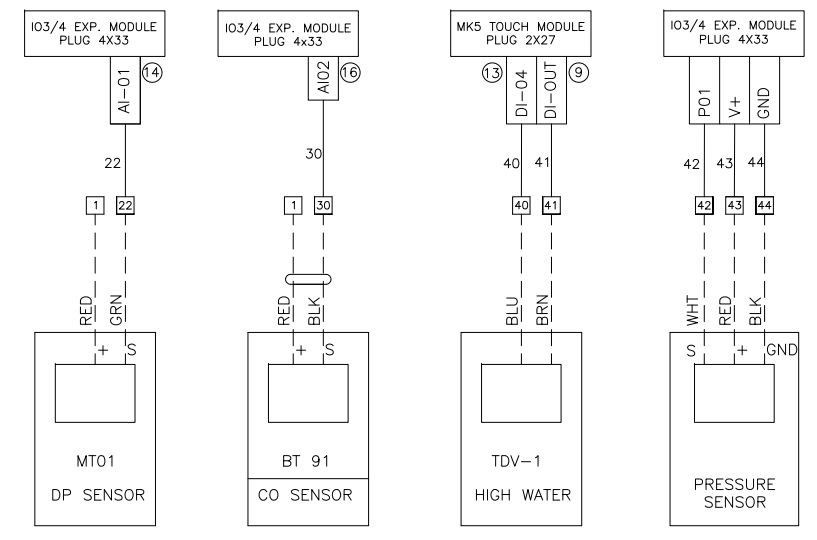 IO3/4 EXP. MODULE
PLUG 4X33
AI-01
14
22
1
22
RED
GRN
+
S
MT01
DP SENSOR
IO3/4 EXP. MODULE
PLUG 4x33
AI02
16
30
1
30
RED
BLK
+
S
BT 91
CO SENSOR
MK5 TOUCH MODULE
PLUG 2X27
13
DI-04
DI-OUT
9
40
41
40
41
BLU
BRN
TDV-1
HIGH WATER
IO3/4 EXP. MODULE
PLUG 4X33
P01
V+
GND
42
43
44
42
43
44
WHT
RED
BLK
S
+
GND
PRESSURE
SENSOR